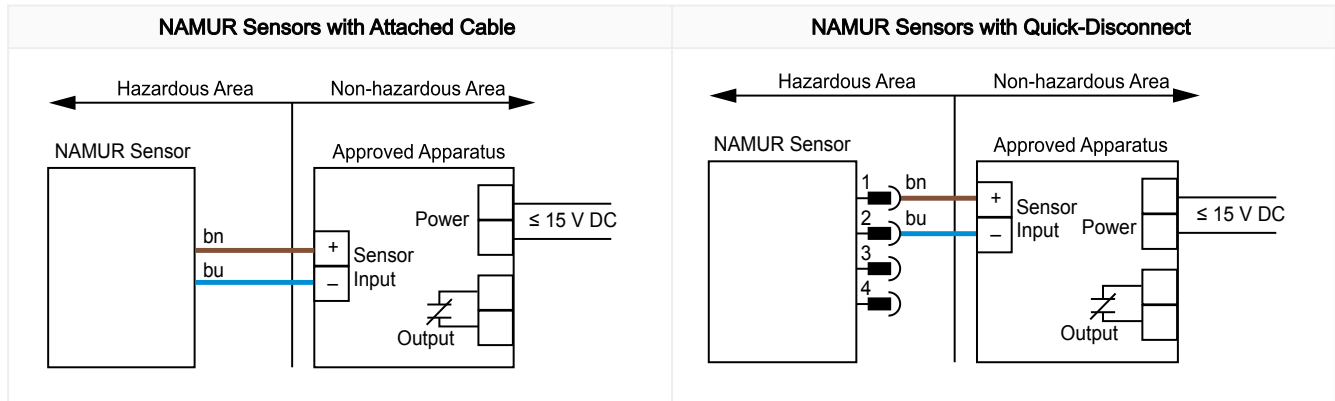 NAMUR Sensors with Attached Cable
Hazardous Area
Non-hazardous Area
NAMUR Sensor
Approved Apparatus
bn
bu
+
–
Sensor
Input
Power
≤ 15 V DC
Output
NAMUR Sensors with Quick-Disconnect
Hazardous Area
Non-hazardous Area
NAMUR Sensor
Approved Apparatus
1
bn
2
bu
3
4
+
–
Sensor
Input
Power
≤ 15 V DC
Output